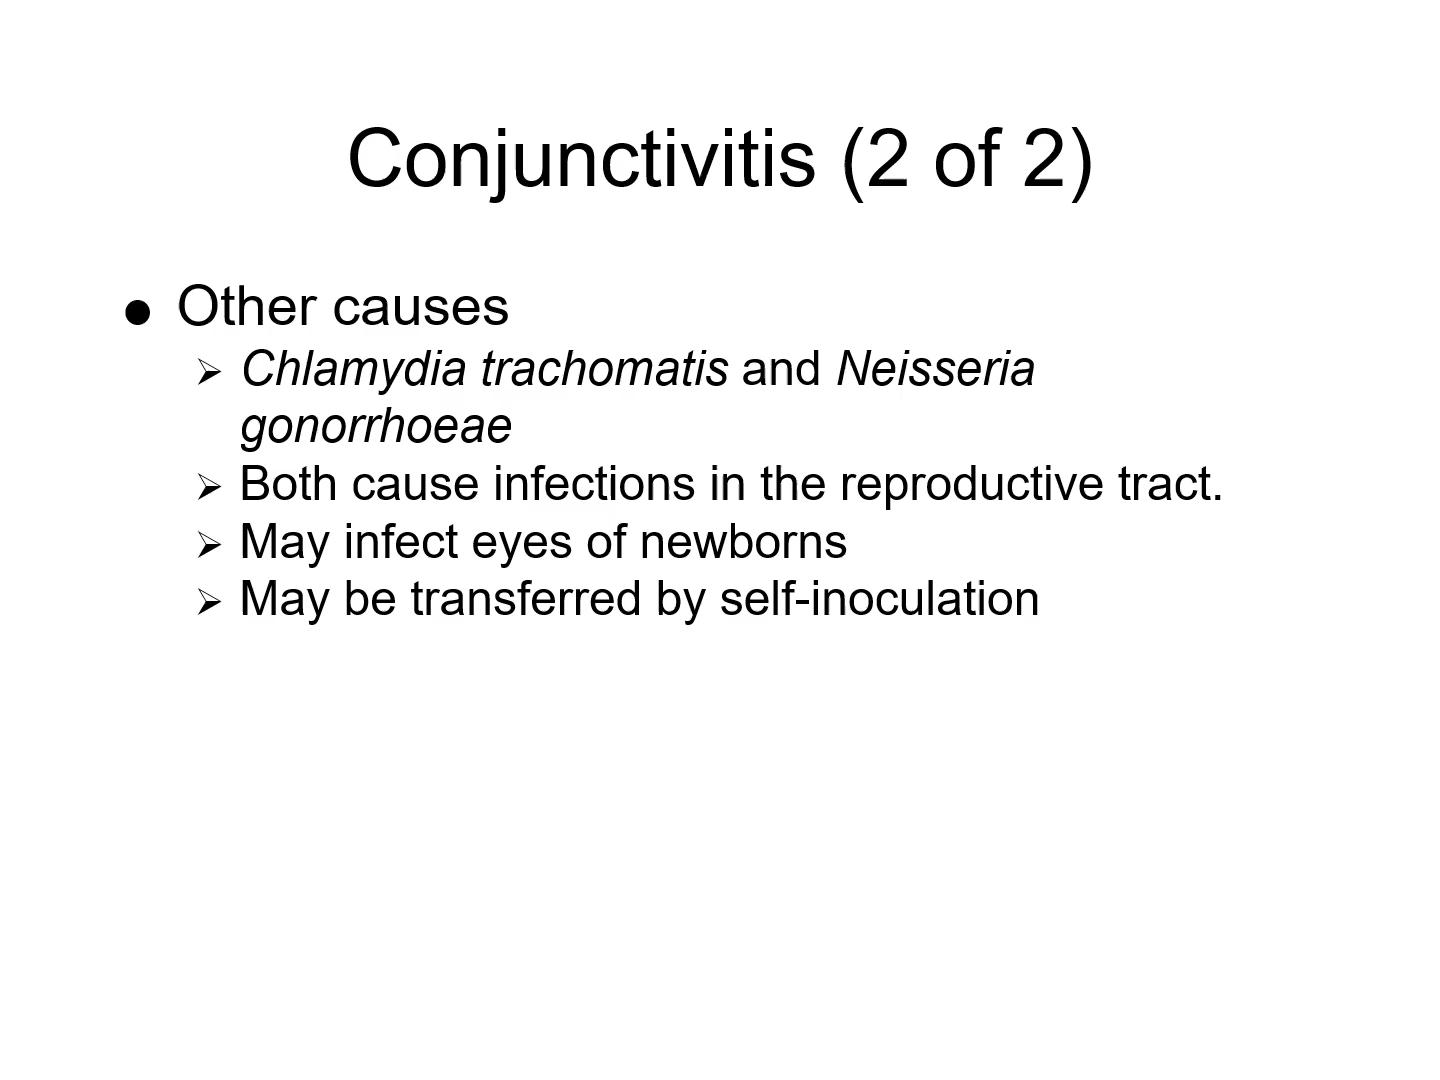 Conjunctivitis (2 of 2)
● Other causes
➢ Chlamydia trachomatis and Neisseria
gonorrhoeae
➢ Both cause infections in the reproductive tract.
➢ May infect eyes of newborns
➢ May be transferred by self-inoculation